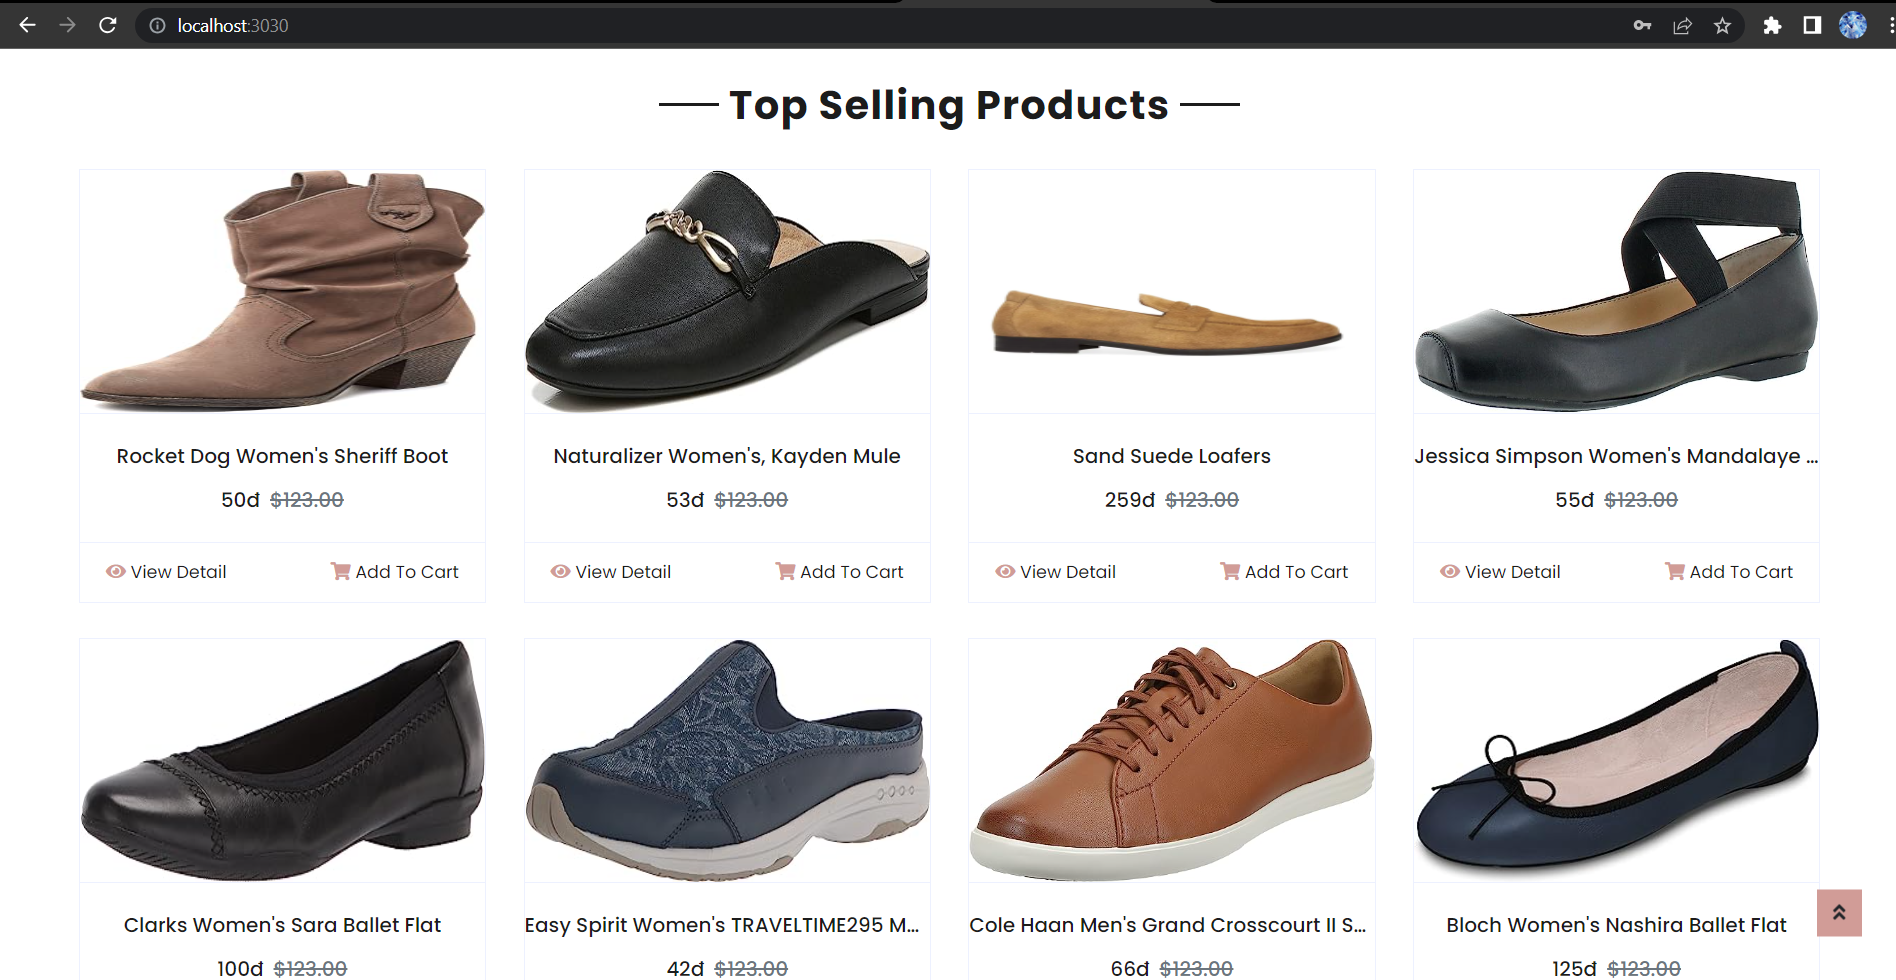 localhost:3030
Top Selling Products
Rocket Dog Women's Sheriff Boot
50đ $123.00
View Detail Add To Cart
Naturalizer Women's, Kayden Mule
53đ $123.00
View Detail Add To Cart
Sand Suede Loafers
259đ $123.00
View Detail Add To Cart
Jessica Simpson Women's Mandalaye ...
55đ $123.00
View Detail Add To Cart
Clarks Women's Sara Ballet Flat
100đ $123.00
Easy Spirit Women's TRAVELTIME295 M...
42đ $123.00
Cole Haan Men's Grand Crosscourt II S...
66đ $123.00
Bloch Women's Nashira Ballet Flat
125đ $123.00